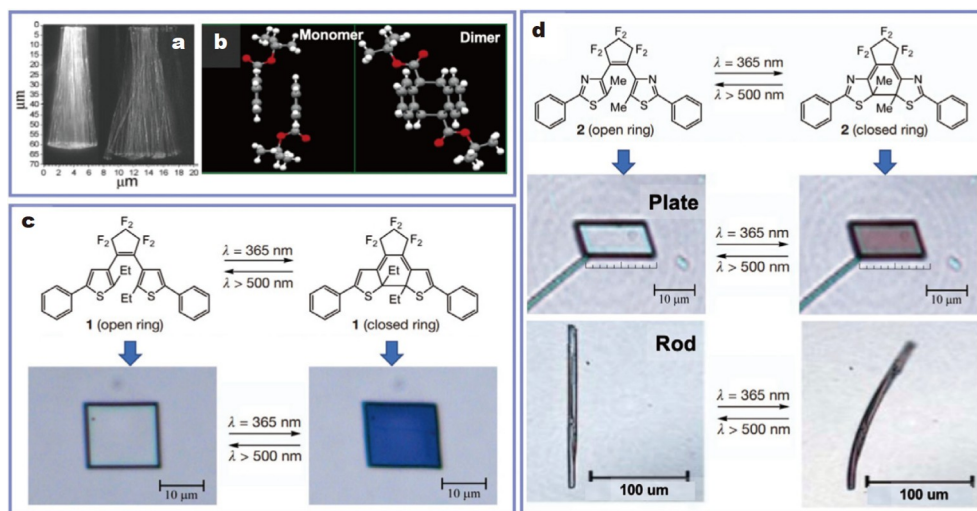 a
0
5
10
15
20
25
30
35
40
45
50
55
60
65
70
μm
0 2 4 6 8 10 12 14 16 18 20
μm
b
Monomer
Dimer
c
F2
F2 F2
Et
S
Et S
1 (open ring)
λ = 365 nm
λ > 500 nm
F2
F2 F2
Et
S
Et S
1 (closed ring)
10 μm
λ = 365 nm
λ > 500 nm
10 μm
d
F2
F2 F2
N Me N
S
Me S
2 (open ring)
λ = 365 nm
λ > 500 nm
F2
F2 F2
N Me N
S
Me S
2 (closed ring)
Plate
10 μm
λ = 365 nm
λ > 500 nm
10 μm
Rod
100 um
λ = 365 nm
λ > 500 nm
100 um